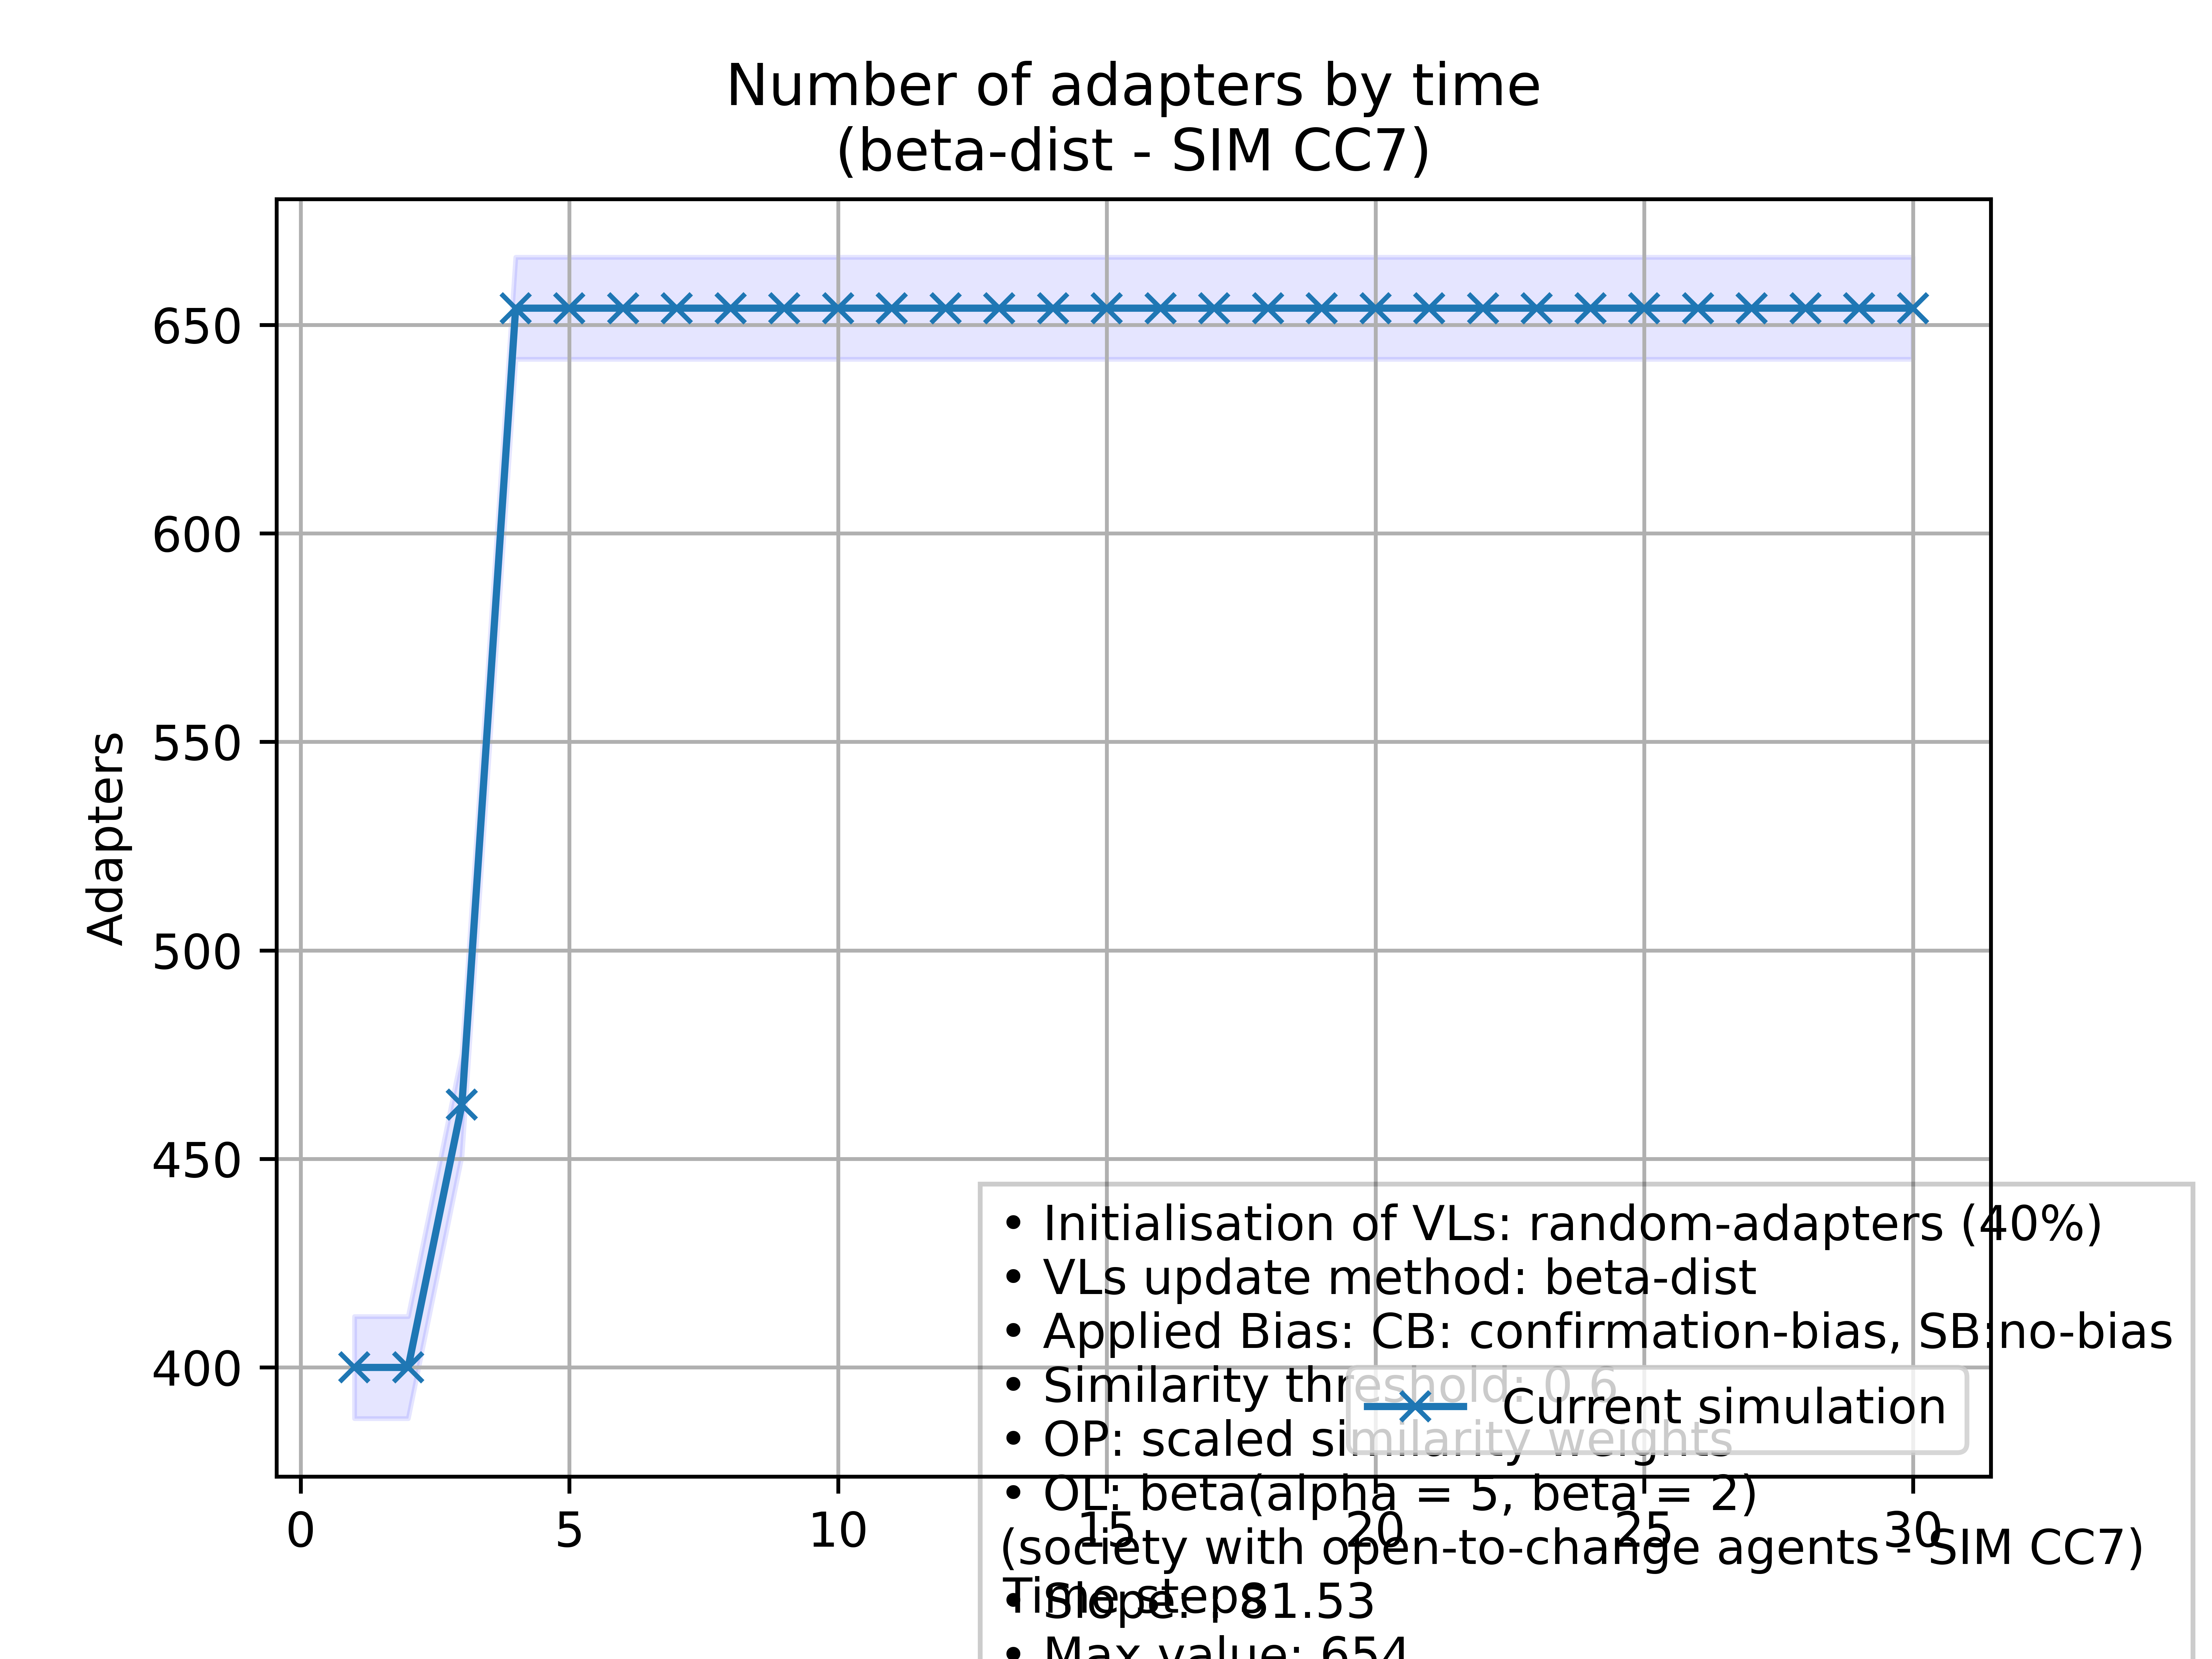 Number of adapters by time
(beta-dist - SIM CC7)
Adapters
650
600
550
500
450
400
• Initialisation of VLs: random-adapters (40%)
• VLs update method: beta-dist
• Applied Bias: CB: confirmation-bias, SB:no-bias
• Similarity threshold: 0.6
Current simulation
• OP: scaled similarity weights
• OL: beta(alpha = 5, beta = 2)
0 5 10 15 20 25 30
(society with open-to-change agents - SIM CC7)
Time steps
• Slope: : 81.53
• Max value: 654